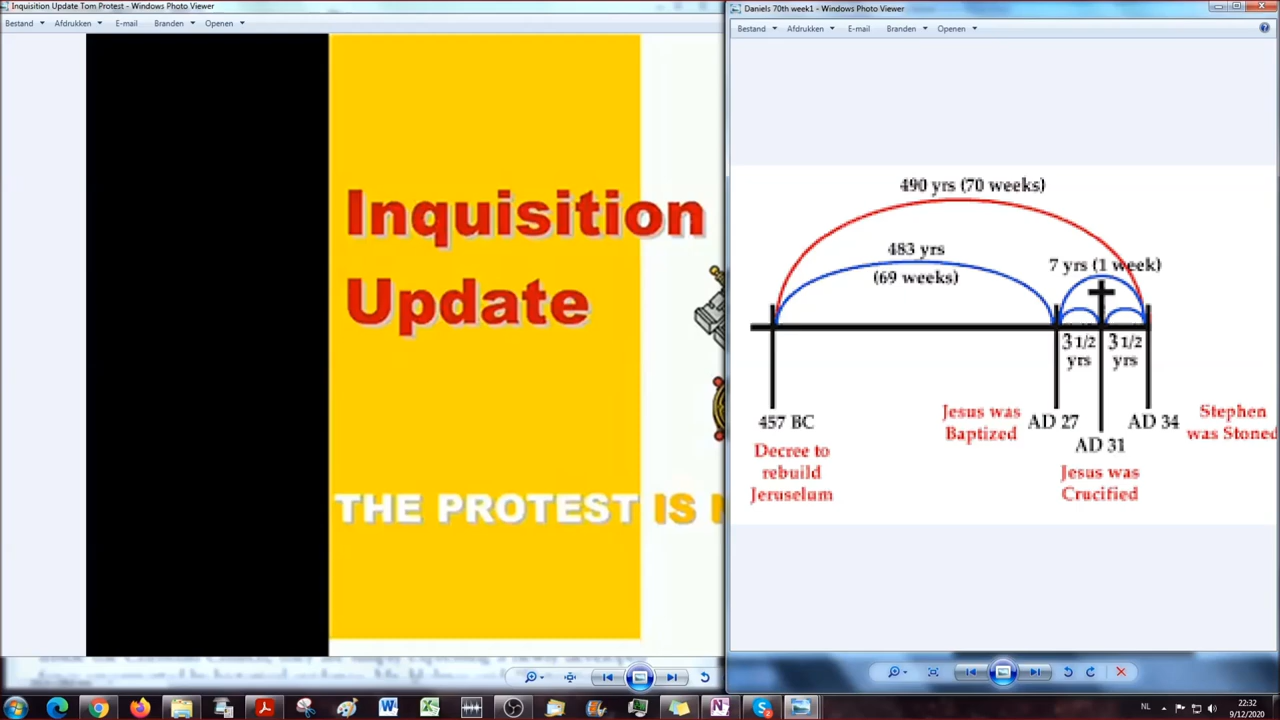 Inquisition Update Tom Protest - Windows Photo Viewer
Bestand Afdrukken E-mail Branden Openen
Inquisition
Update
THE PROTEST IS
Daniels 70th week1 - Windows Photo Viewer
Bestand Afdrukken E-mail Branden Openen
490 yrs (70 weeks)
483 yrs
(69 weeks)
7 yrs (1 week)
3 1/2
yrs
3 1/2
yrs
457 BC
Decree to
rebuild
Jeruselum
Jesus was
Baptized
AD 27
AD 31
Jesus was
Crucified
AD 34
Stephen
was Stoned
NL
22:32
9/12/2020